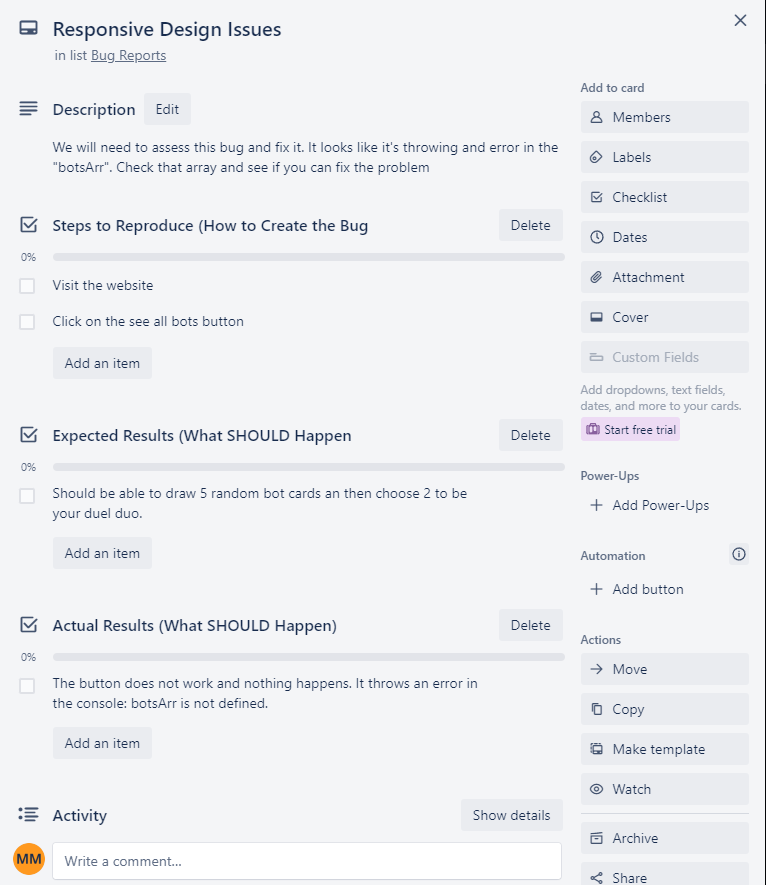 Responsive Design Issues
in list Bug Reports
Description Edit
We will need to assess this bug and fix it. It looks like it's throwing and error in the
"botsArr". Check that array and see if you can fix the problem
Steps to Reproduce (How to Create the Bug Delete
0%
Visit the website
Click on the see all bots button
Add an item
Expected Results (What SHOULD Happen Delete
0%
Should be able to draw 5 random bot cards an then choose 2 to be
your duel duo.
Add an item
Actual Results (What SHOULD Happen) Delete
0%
The button does not work and nothing happens. It throws an error in
the console: botsArr is not defined.
Add an item
Activity Show details
MM Write a comment...
Add to card
Members
Labels
Checklist
Dates
Attachment
Cover
Custom Fields
Add dropdowns, text fields,
dates, and more to your cards.
Start free trial
Power-Ups
+ Add Power-Ups
Automation
+ Add button
Actions
Move
Copy
Make template
Watch
Archive
Share